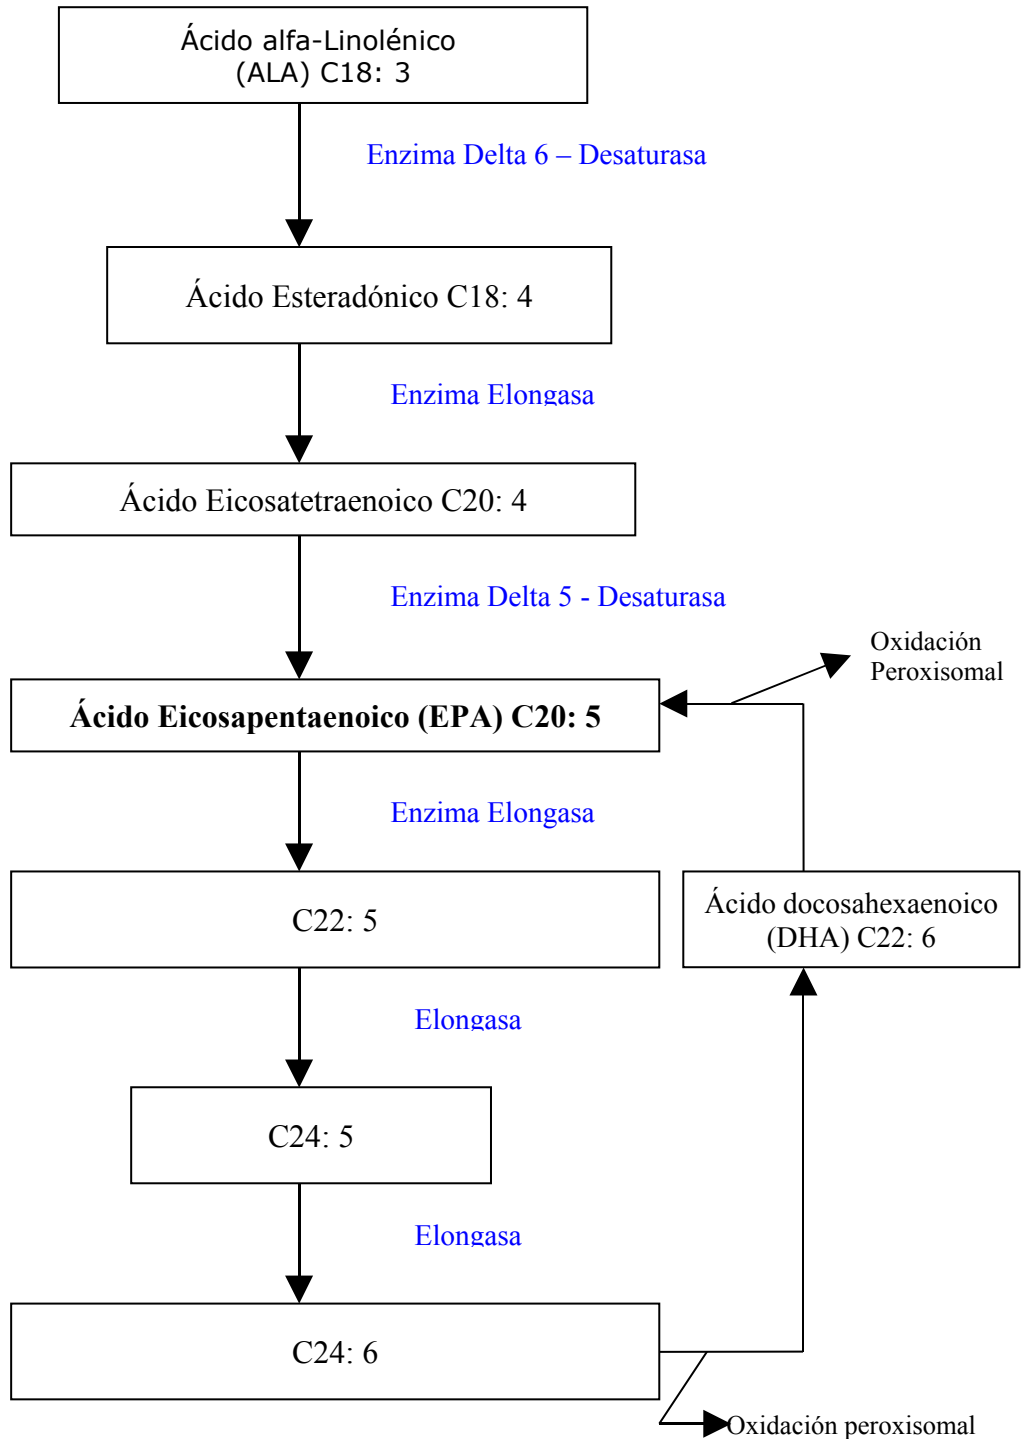 Ácido alfa-Linolénico
(ALA) C18: 3
Enzima Delta 6 – Desaturasa
Ácido Esteradónico C18: 4
Enzima Elongasa
Ácido Eicosatetraenoico C20: 4
Enzima Delta 5 - Desaturasa
Oxidación
Peroxisomal
Ácido Eicosapentaenoico (EPA) C20: 5
Enzima Elongasa
C22: 5
Ácido docosahexaenoico
(DHA) C22: 6
Elongasa
C24: 5
Elongasa
C24: 6
Oxidación peroxisomal